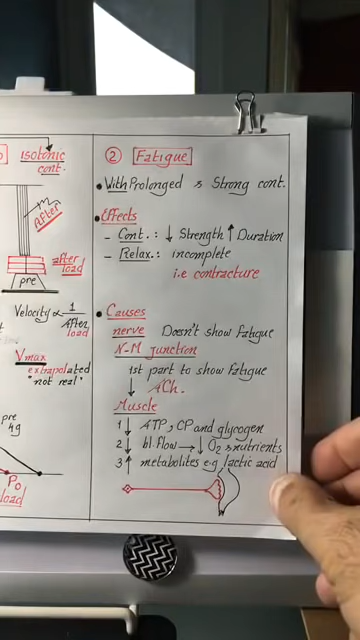 Isotonic
cont.
After
After
load
pre
Velocity ∝ 1
After
load
Vmax
extrapolated
not real
pre
4g
Po
load
② Fatigue
• With Prolonged & Strong cont.
• Effects
- Cont.: ↓ Strength ↑ Duration
- Relax.: incomplete
i.e contracture
• Causes
nerve Doesn't show fatigue
N-M junction
1st part to show fatigue
↓ ACh.
Muscle
1 ↓ ATP, CP and glycogen
2 ↓ bl. flow → ↓ O2 & nutrients
3 ↑ metabolites e.g lactic acid